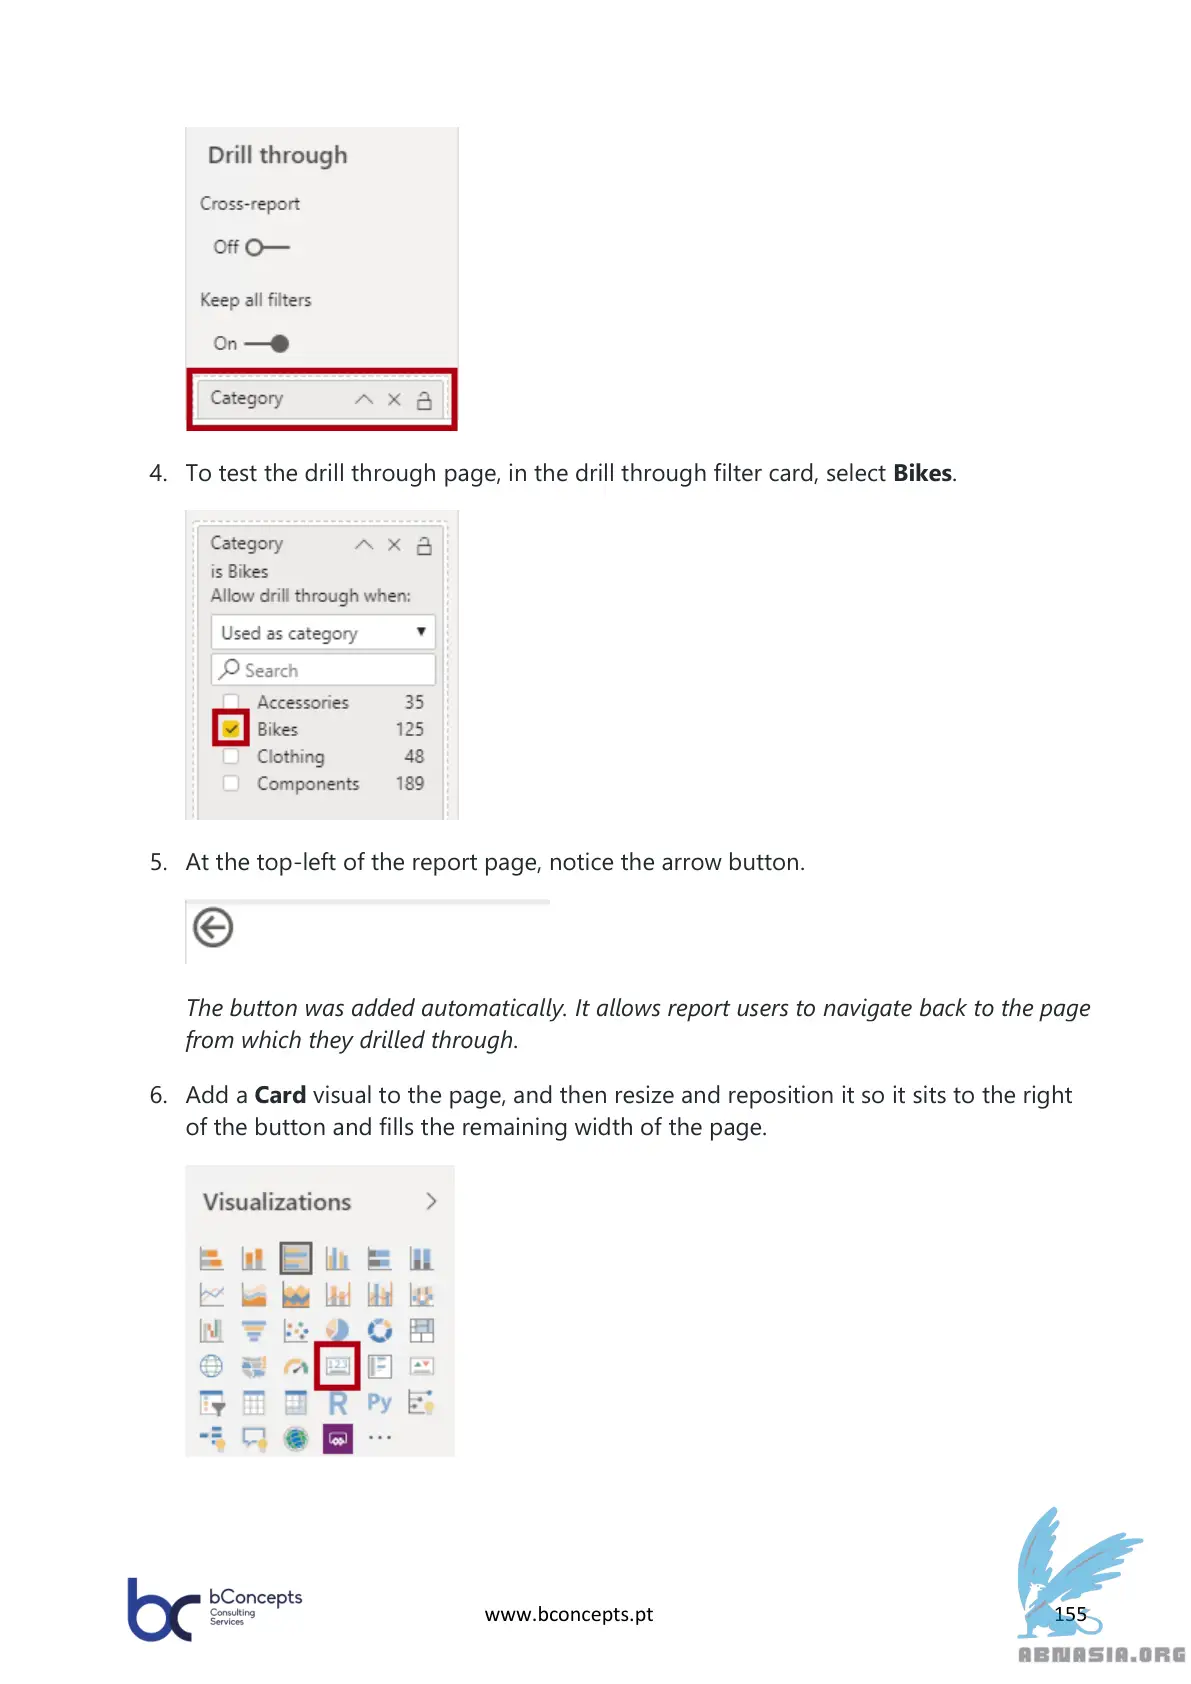 Drill through
Cross-report
Off
Keep all filters
On
Category
4. To test the drill through page, in the drill through filter card, select Bikes.
Category
is Bikes
Allow drill through when:
Used as category
Search
Accessories 35
Bikes 125
Clothing 48
Components 189
5. At the top-left of the report page, notice the arrow button.
The button was added automatically. It allows report users to navigate back to the page
from which they drilled through.
6. Add a Card visual to the page, and then resize and reposition it so it sits to the right
of the button and fills the remaining width of the page.
Visualizations
123
R Py
bc bConcepts
Consulting
Services
www.bconcepts.pt
155
ABNASIA.ORG